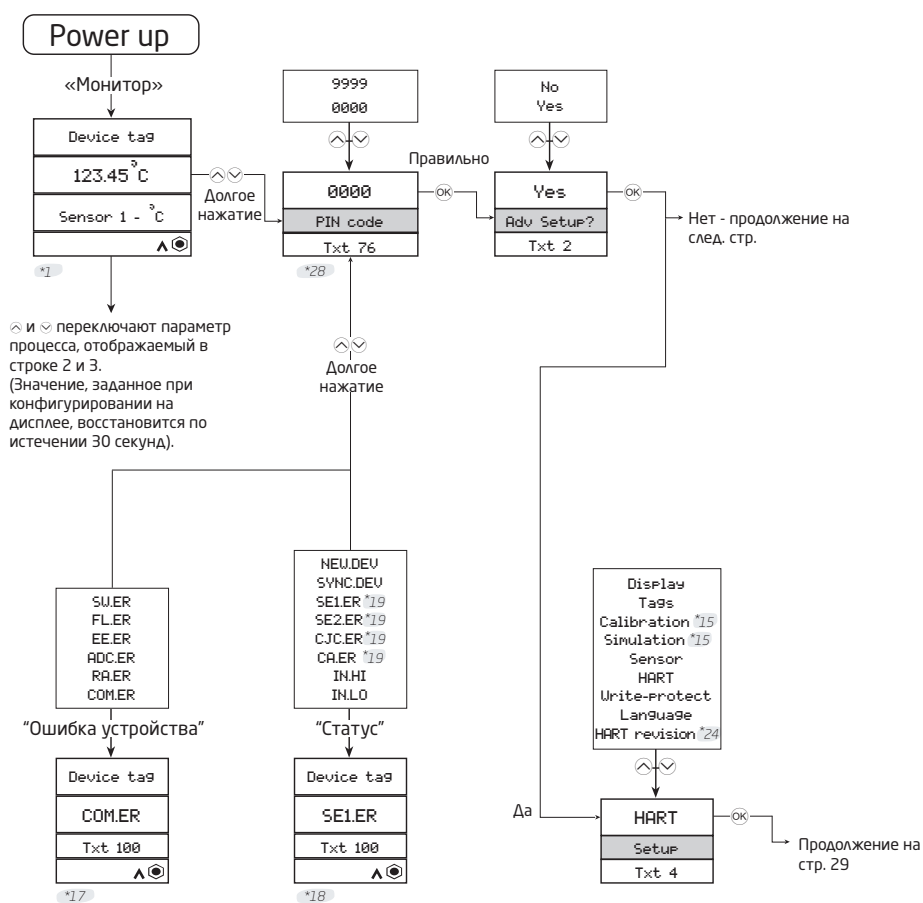 Power up
«Монитор»
Device tag
123.45 °C
Sensor 1 - °C
*1
и переключают параметр
процесса, отображаемый в
строке 2 и 3.
(Значение, заданное при
конфигурировании на
дисплее, восстановится по
истечении 30 секунд).
Долгое
нажатие
9999
0000
0000
PIN code
Txt 76
*28
Правильно
OK
No
Yes
Yes
Adv Setup?
Txt 2
OK
Нет - продолжение на
след. стр.
Долгое
нажатие
SW.ER
FL.ER
EE.ER
ADC.ER
RA.ER
COM.ER
"Ошибка устройства"
Device tag
COM.ER
Txt 100
*17
NEW.DEV
SYNC.DEV
SE1.ER *19
SE2.ER *19
CJC.ER *19
CA.ER *19
IN.HI
IN.LO
"Статус"
Device tag
SE1.ER
Txt 100
*18
Display
Tags
Calibration *15
Simulation *15
Sensor
HART
Write-protect
Language
HART revision *24
Да
HART
Setup
Txt 4
OK
Продолжение на
стр. 29